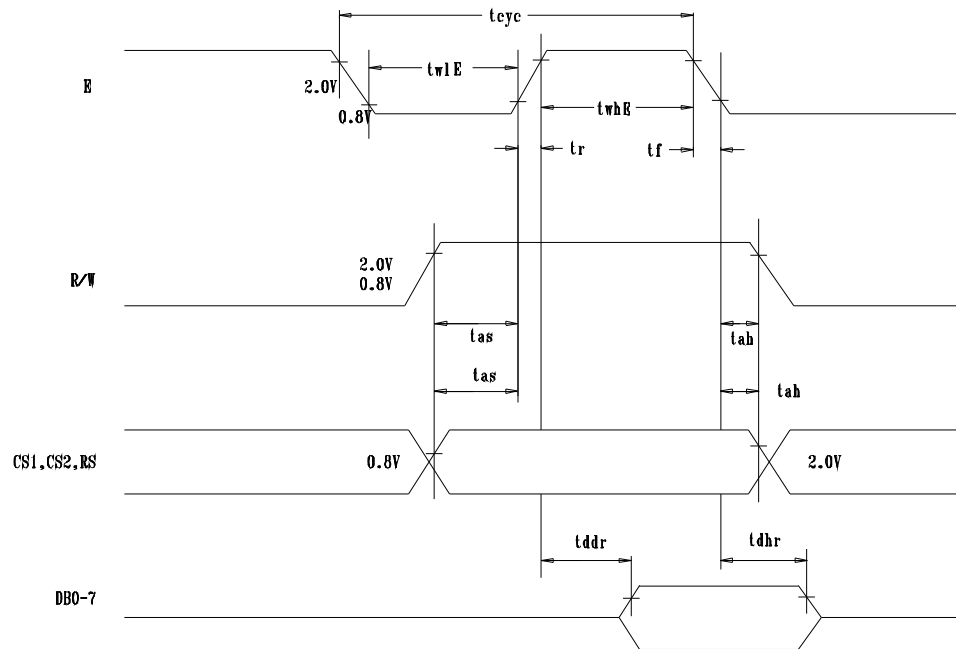 tcyc
twlE
E
2.0V
0.8V
twhE
tr
tf
R/W
2.0V
0.8V
tas
tah
tas
tah
CS1,CS2,RS
0.8V
2.0V
tddr
tdhr
DB0-7